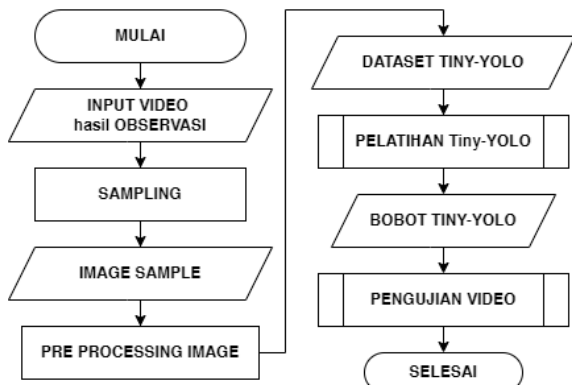 MULAI
INPUT VIDEO
hasil OBSERVASI
SAMPLING
IMAGE SAMPLE
PRE PROCESSING IMAGE
DATASET TINY-YOLO
PELATIHAN Tiny-YOLO
BOBOT TINY-YOLO
PENGUJIAN VIDEO
SELESAI